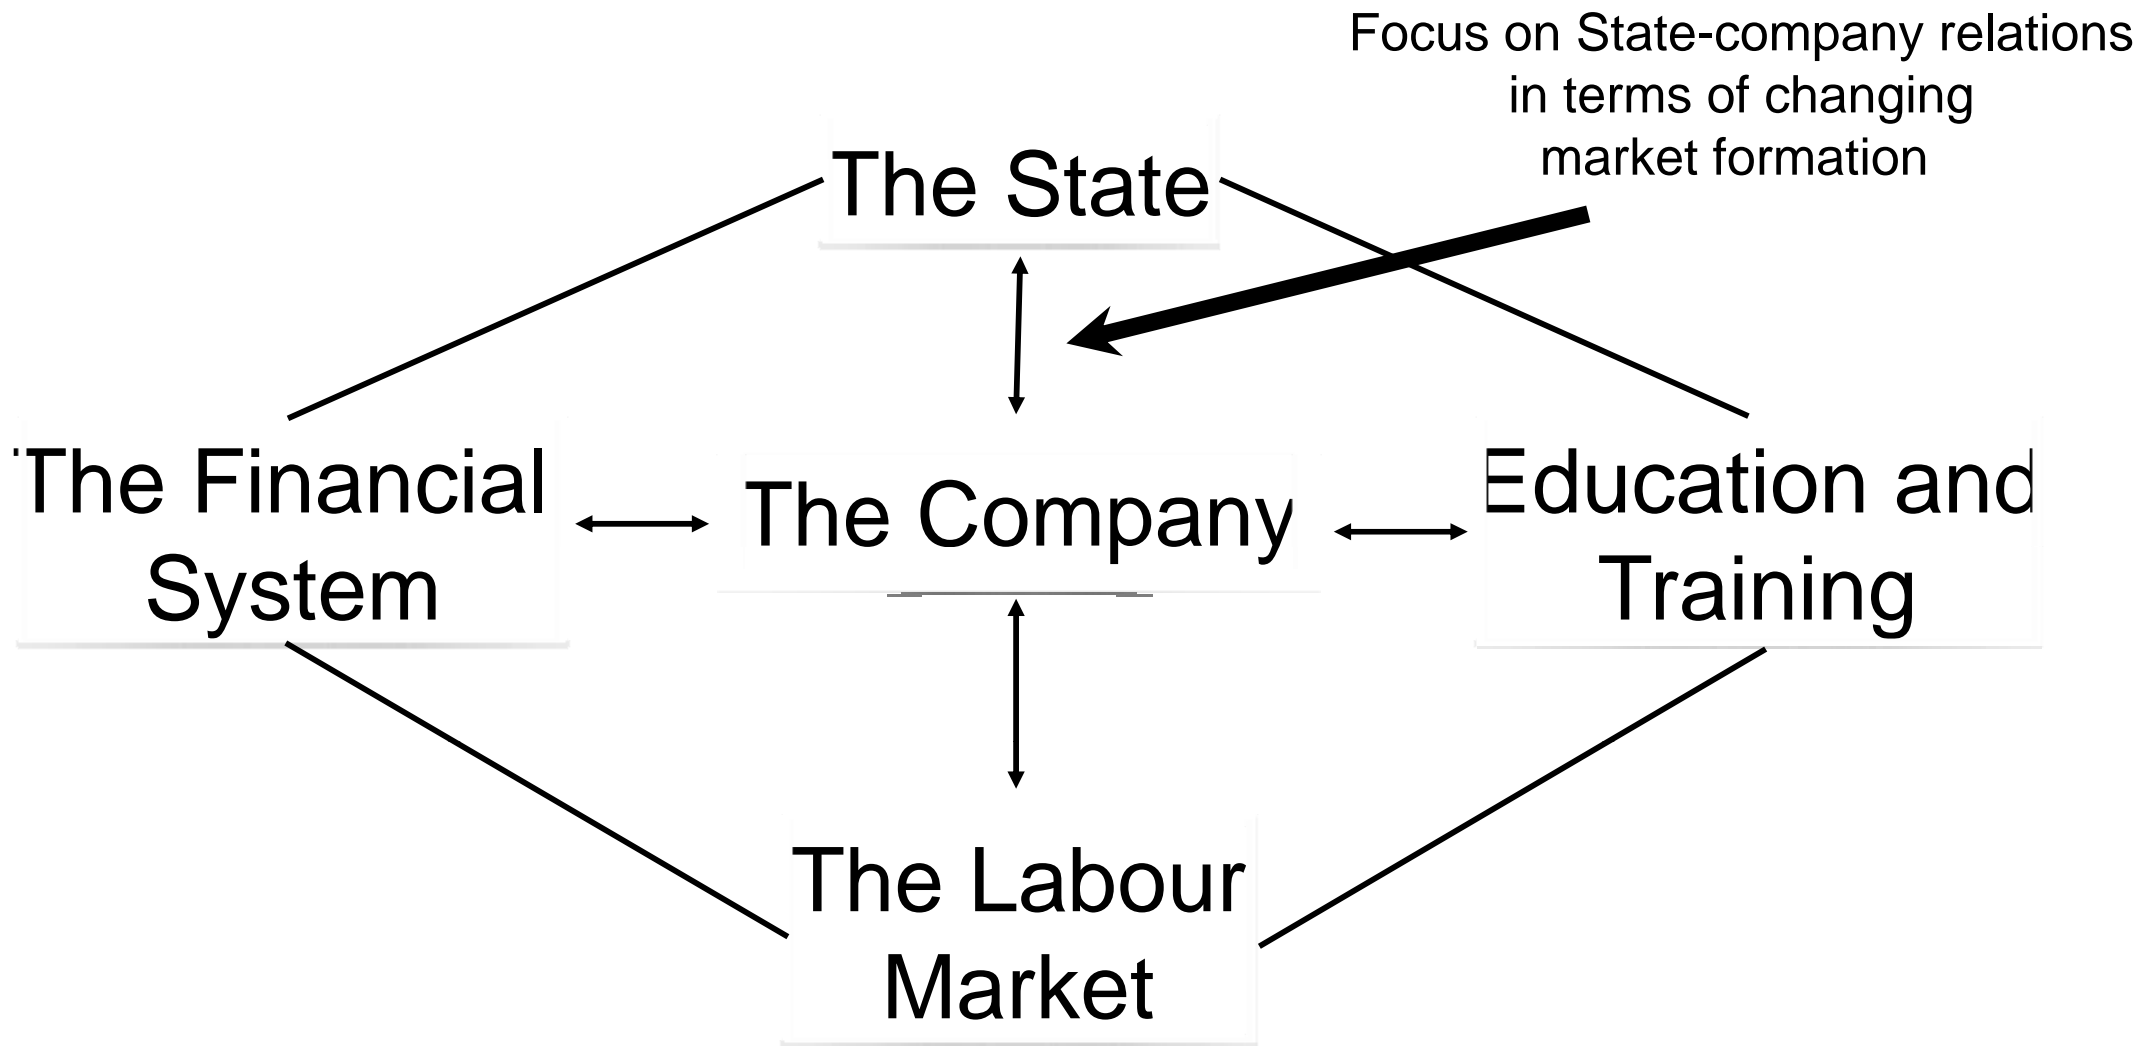 Focus on State-company relations
in terms of changing
market formation
The State
The Financial
System
The Company
Education and
Training
The Labour
Market